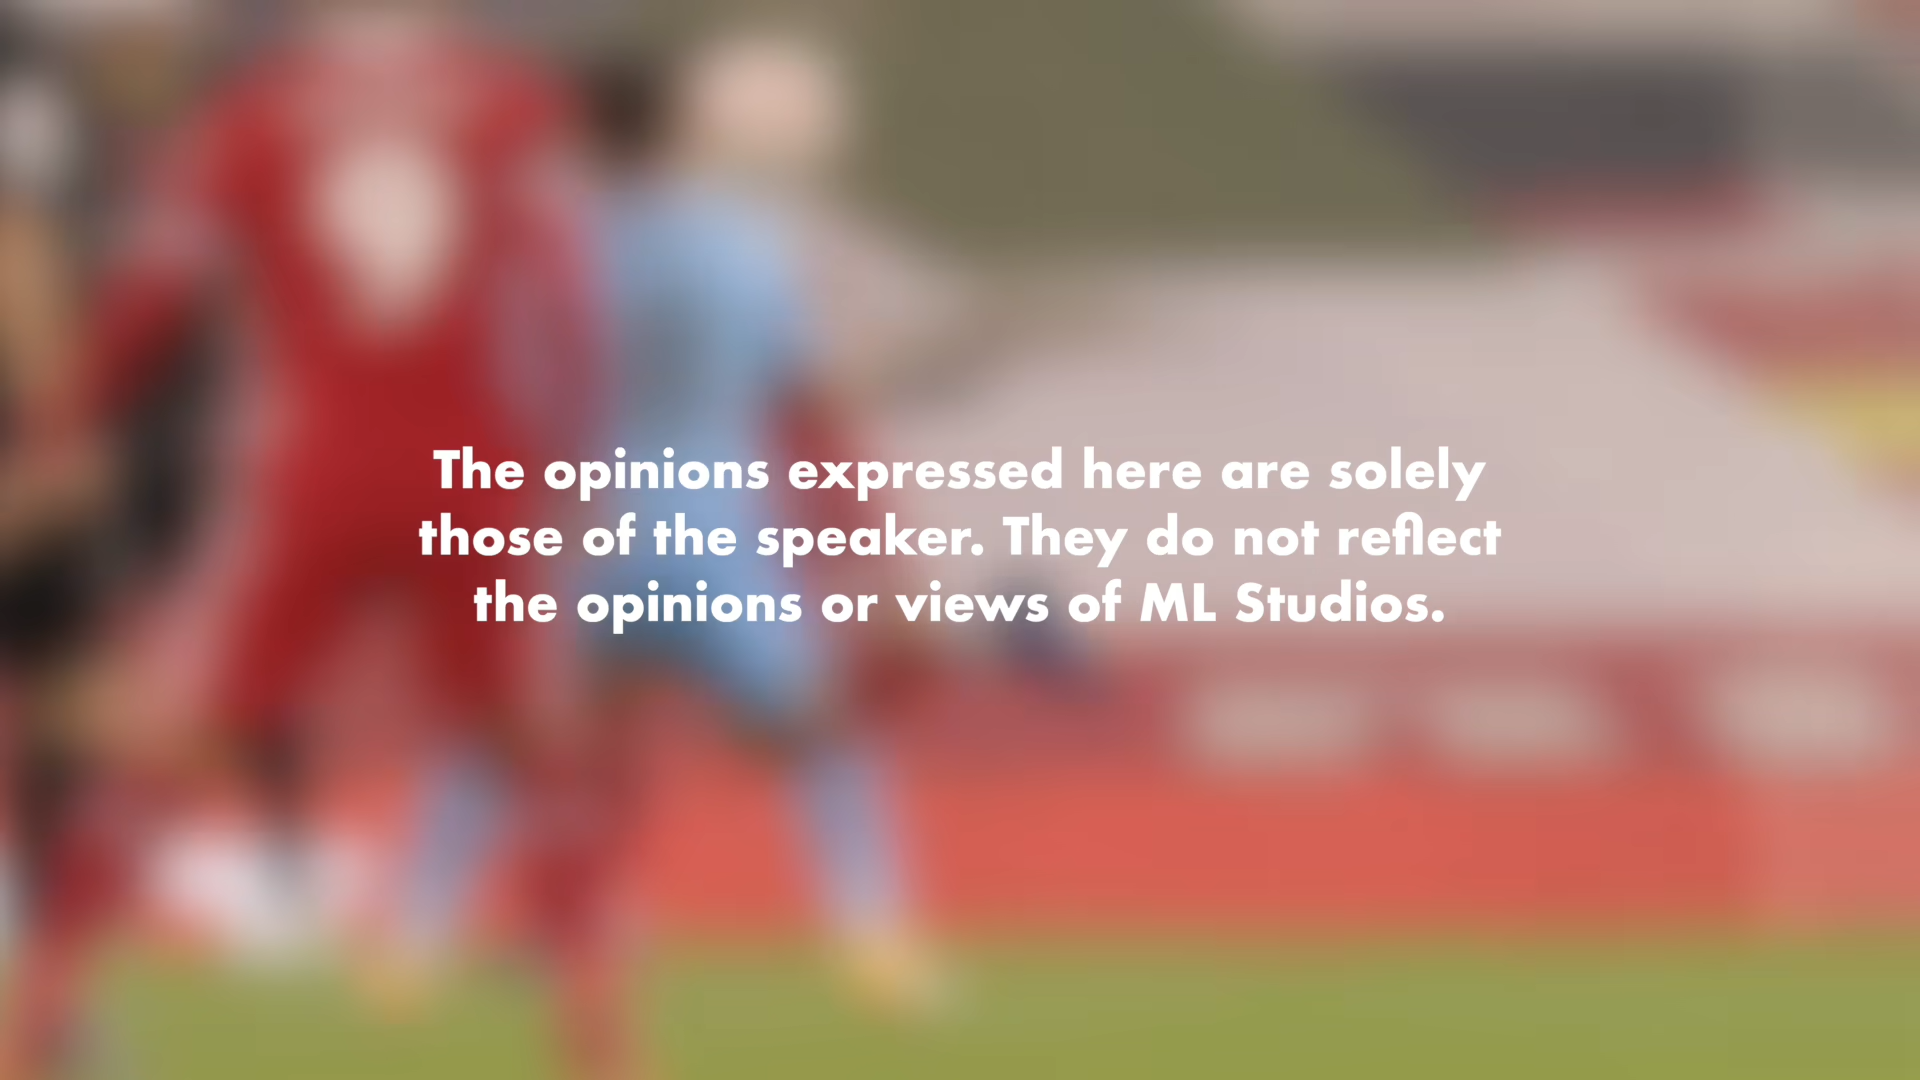 The opinions expressed here are solely
those of the speaker. They do not reflect
the opinions or views of ML Studios.